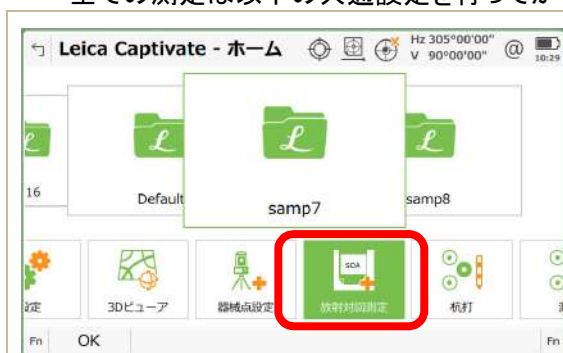 Leica Captivate - ホーム
Hz 305°00'00"
V 90°00'00"
@
10:29
16
Default
samp7
samp8
3Dビューア
器械点設定
SDA
放射対回測定
杭打
Fn
OK
Fn